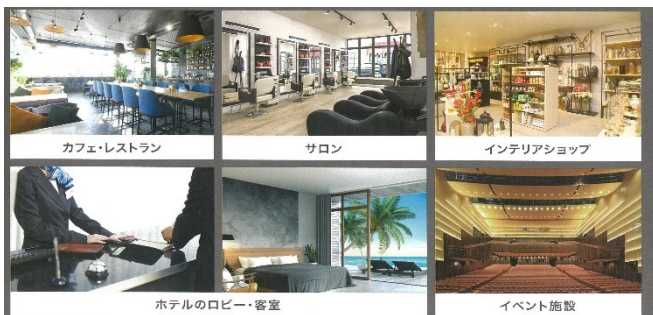 カフェ・レストラン
サロン
インテリアショップ
ホテルのロビー・客室
イベント施設